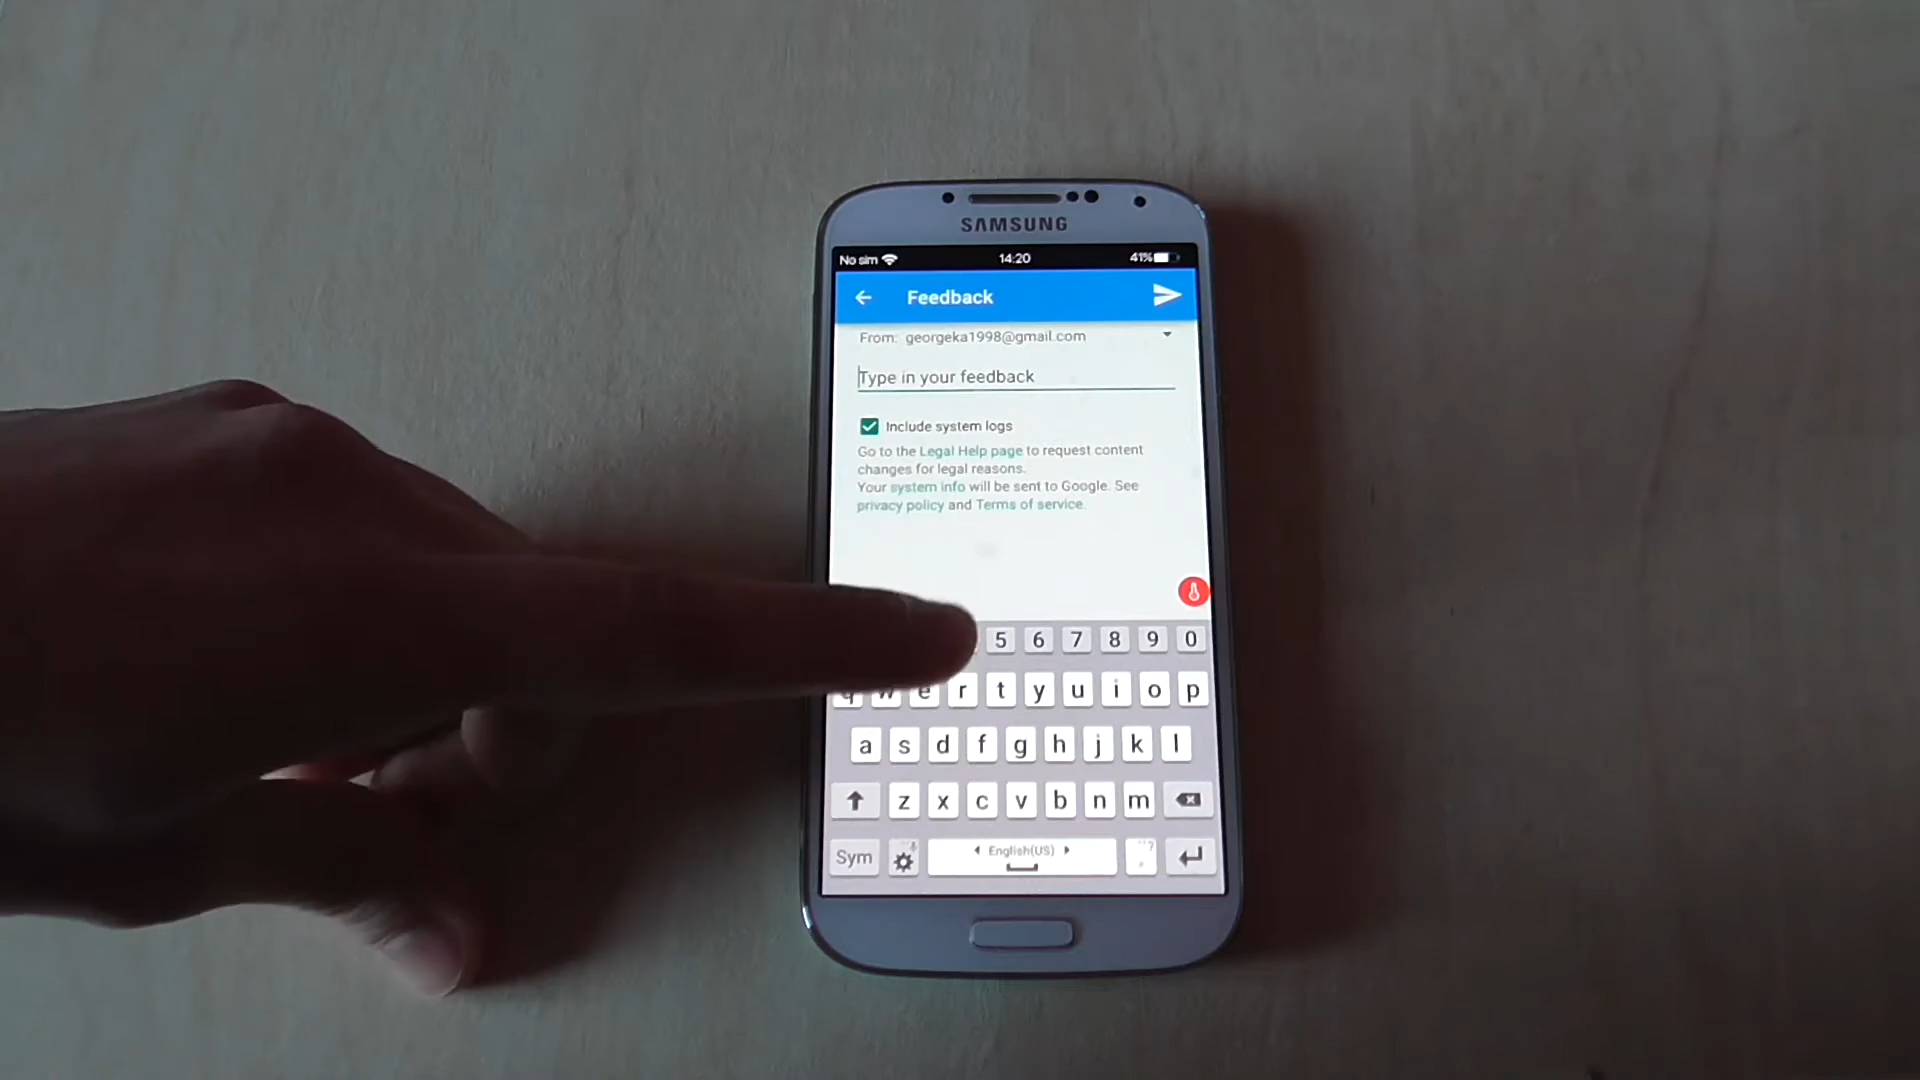 SAMSUNG
No sim 14:20 41%
Feedback
From: georgeka1998@gmail.com
Type in your feedback
Include system logs
Go to the Legal Help page to request content
changes for legal reasons.
Your system info will be sent to Google. See
privacy policy and Terms of service.
5 6 7 8 9 0
q w e r t y u i o p
a s d f g h j k l
z x c v b n m
Sym English(US) .